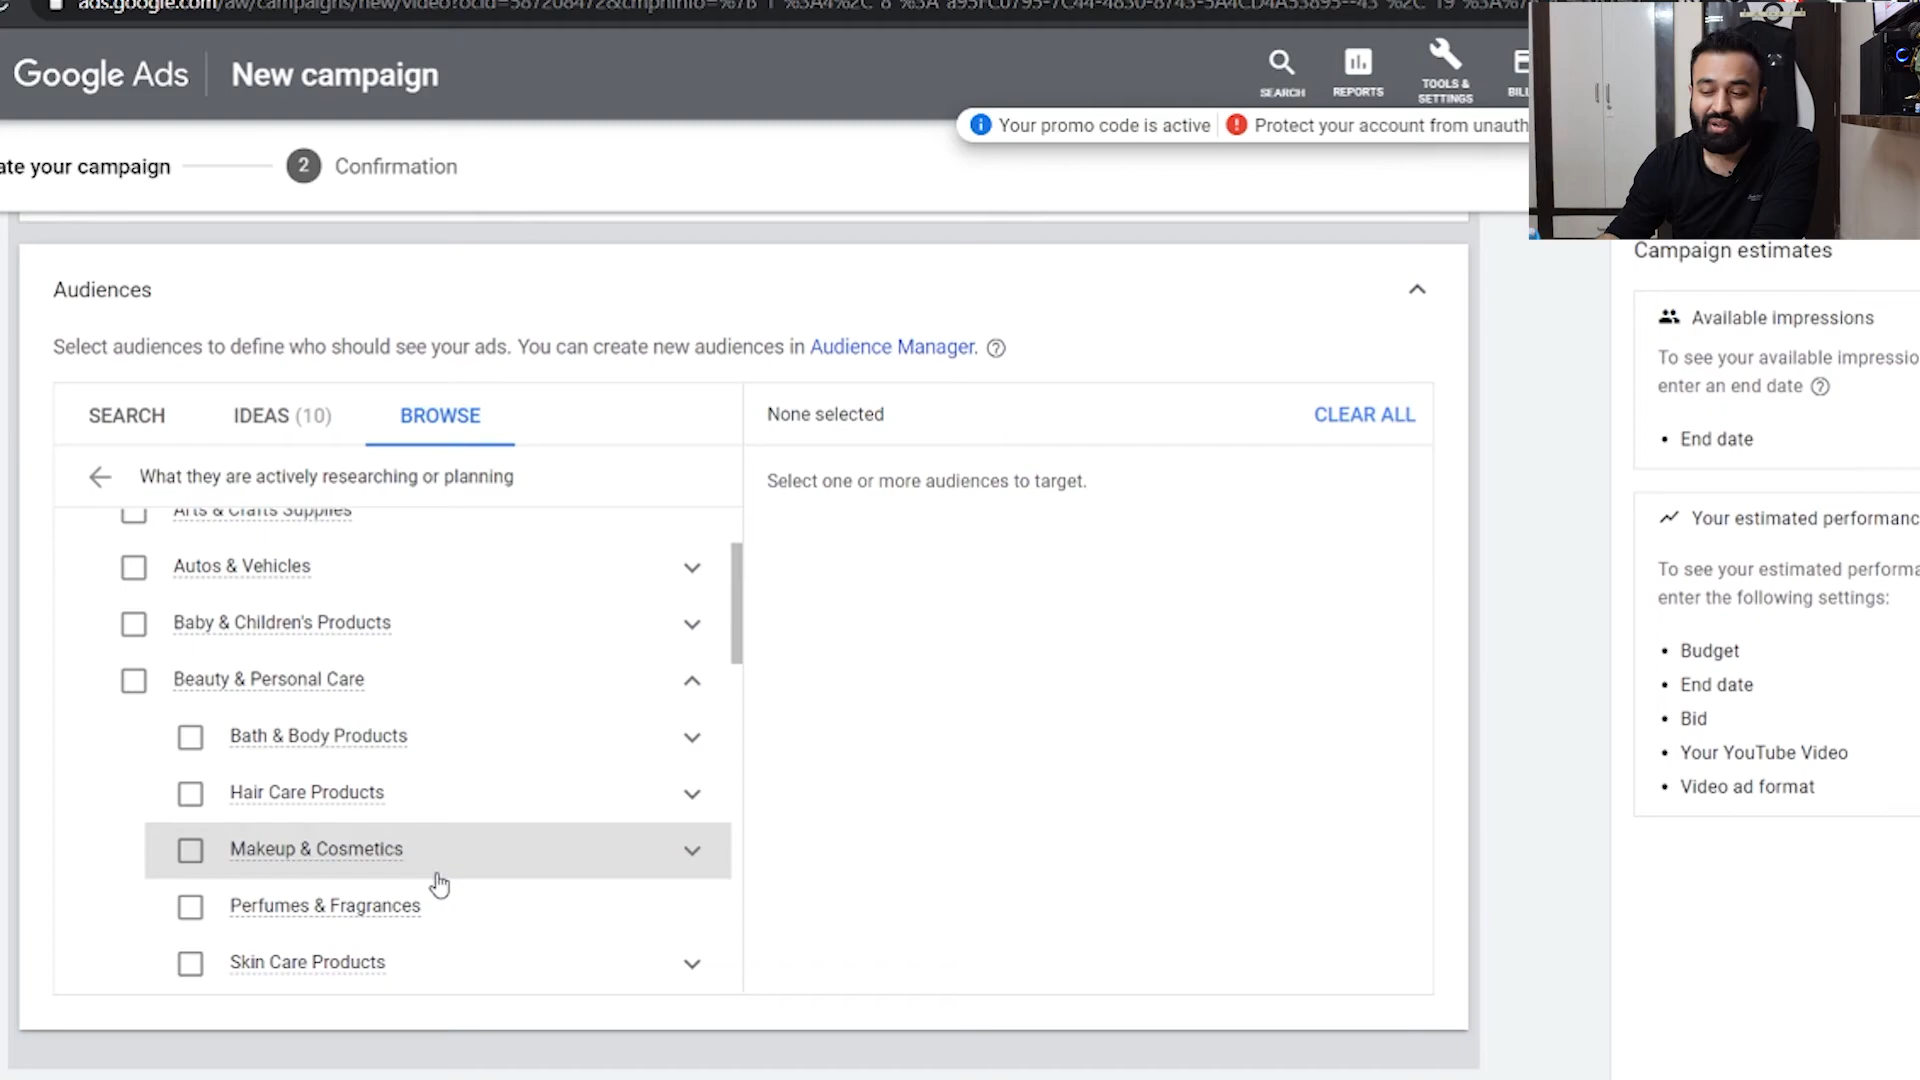 Google Ads
New campaign
SEARCH
REPORTS
TOOLS &
SETTINGS
Your promo code is active
Protect your account from
ate your campaign
2
Confirmation
Campaign estimates
Audiences
Select audiences to define who should see your ads. You can create new audiences in Audience Manager.
SEARCH
IDEAS (10)
BROWSE
None selected
CLEAR ALL
What they are actively researching or planning
Select one or more audiences to target.
Arts & Crafts Supplies
Autos & Vehicles
Baby & Children's Products
Beauty & Personal Care
Bath & Body Products
Hair Care Products
Makeup & Cosmetics
Perfumes & Fragrances
Skin Care Products
Available impressions
To see your available impressio
enter an end date
• End date
Your estimated performanc
To see your estimated performa
enter the following settings:
• Budget
• End date
• Bid
• Your YouTube Video
• Video ad format